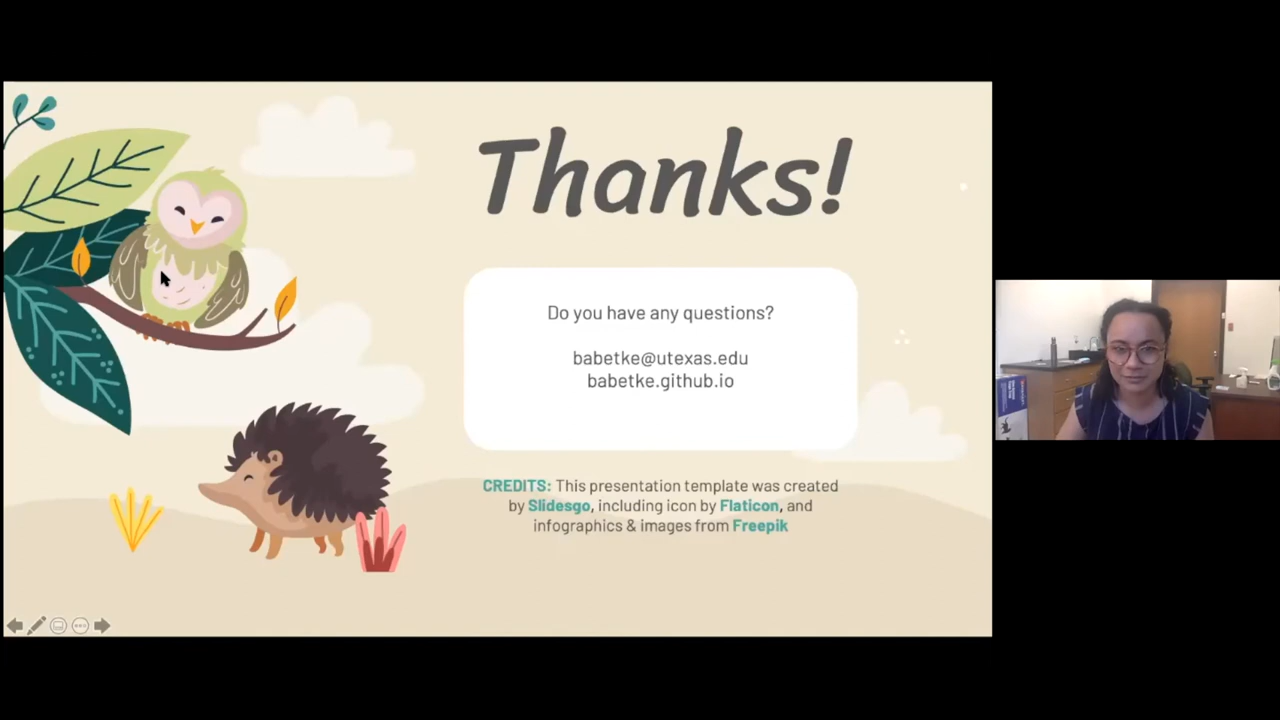 Thanks!
Do you have any questions?
babetke@utexas.edu
babetke.github.io
CREDITS: This presentation template was created
by Slidesgo, including icon by Flaticon, and
infographics & images from Freepik